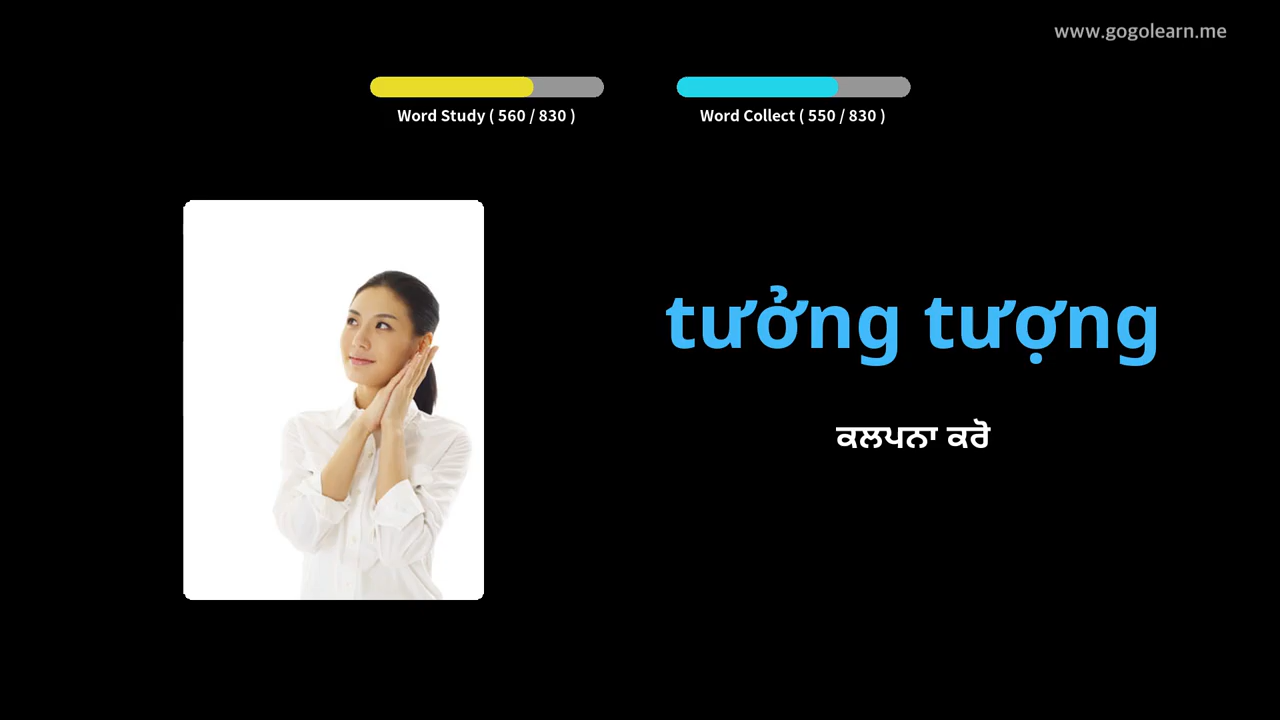 www.gogolearn.me
Word Study ( 560 / 830 )
Word Collect ( 550 / 830 )
tưởng tượng
ਕਲਪਨਾ ਕਰੋ